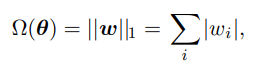 Ω(θ) = ||w||₁ = ∑ᵢ |wᵢ|,